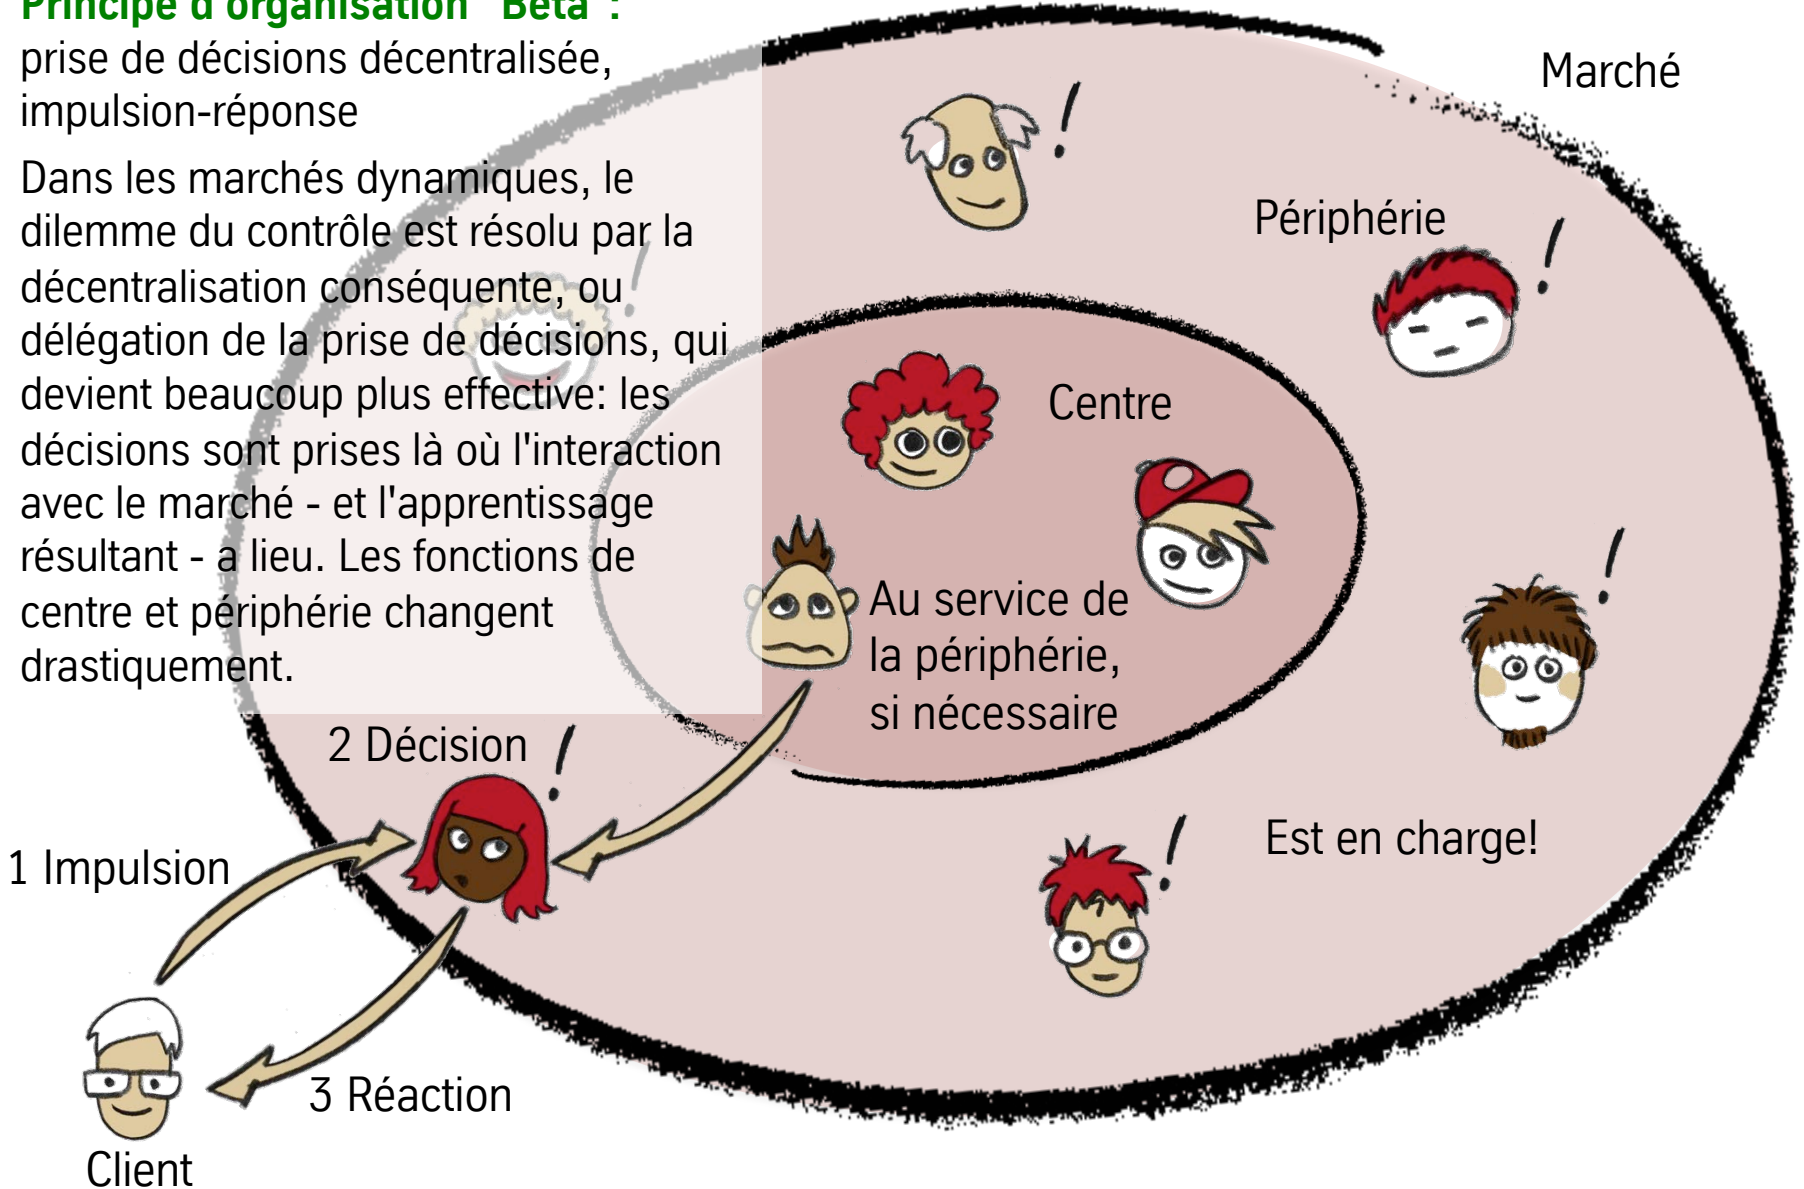 Principe d'organisation "Beta":
prise de décisions décentralisée,
impulsion-réponse
Dans les marchés dynamiques, le
dilemme du contrôle est résolu par la
décentralisation conséquente, ou
délégation de la prise de décisions, qui
devient beaucoup plus effective: les
décisions sont prises là où l'interaction
avec le marché - et l'apprentissage
résultant - a lieu. Les fonctions de
centre et périphérie changent
drastiquement.
Marché
!
Périphérie
!
!
Centre
!
Au service de
la périphérie,
si nécessaire
2 Décision !
Est en charge!
!
1 Impulsion
3 Réaction
Client